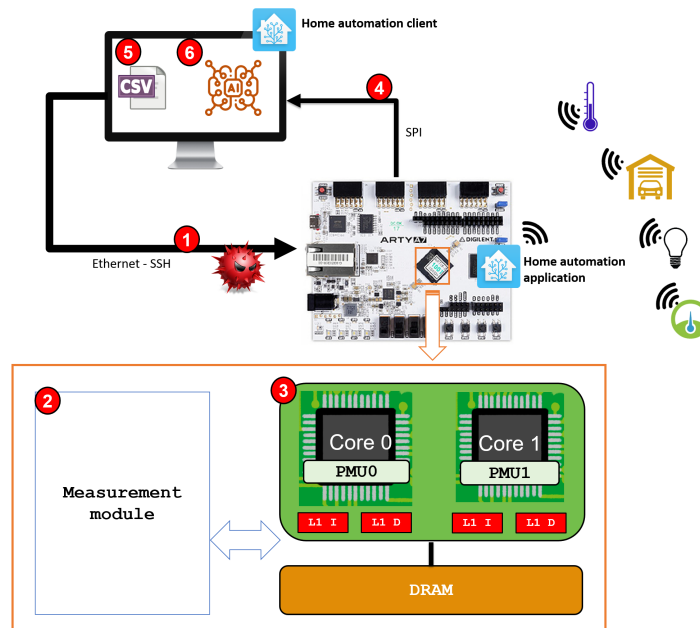 Home automation client
5
6
CSV
AI
4
SPI
1
Ethernet - SSH
ARTY A7
DIGILENT
Home automation
application
2
3
Core 0
Core 1
PMU0
PMU1
Measurement
module
L1 I
L1 D
L1 I
L1 D
DRAM